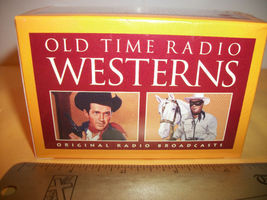 OLD TIME RADIO
WESTERNS
ORIGINAL RADIO BROADCASTS